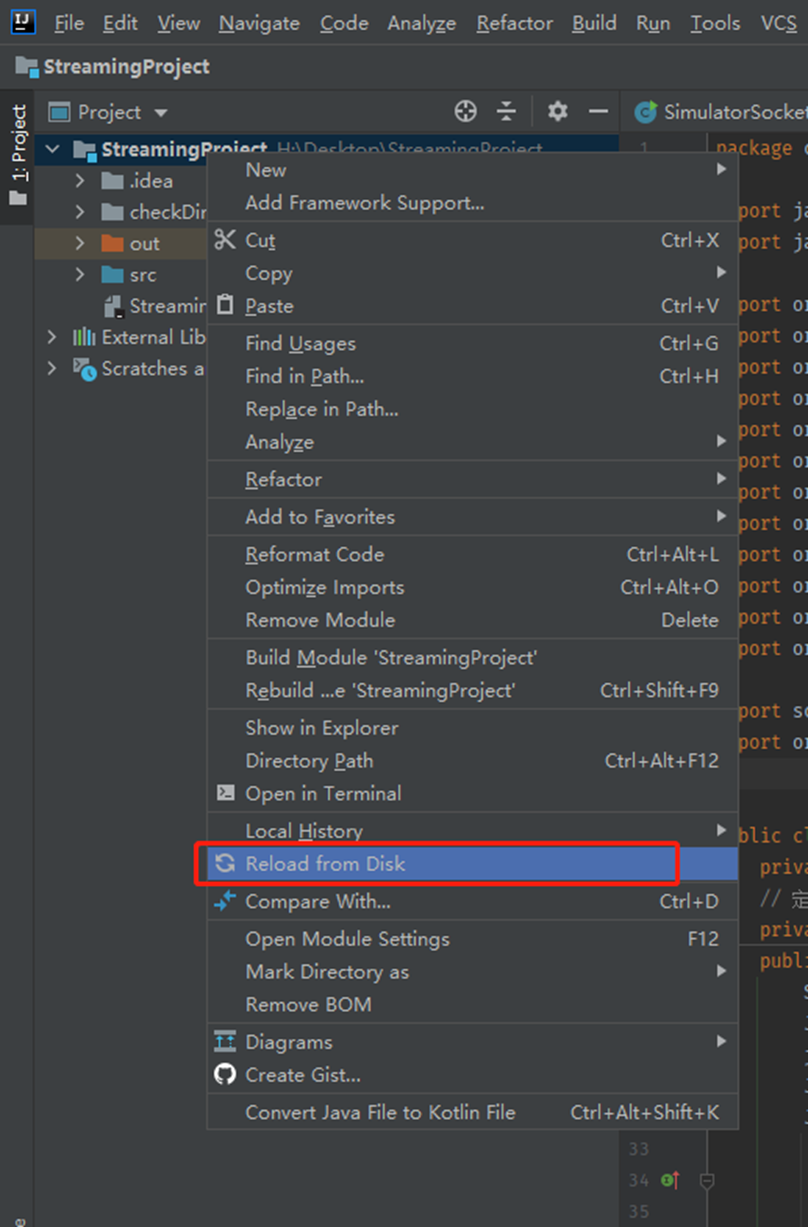 File Edit View Navigate Code Analyze Refactor Build Run Tools VCS
StreamingProject
1: Project
Project
SimulatorSocket
StreamingProject H:\Desktop\StreamingProject
1 package
.idea
checkDir
out
src
Streamin
External Lib
Scratches a
New
Add Framework Support...
Cut Ctrl+X
Copy
Paste Ctrl+V
Find Usages Ctrl+G
Find in Path... Ctrl+H
Replace in Path...
Analyze
Refactor
Add to Favorites
Reformat Code Ctrl+Alt+L
Optimize Imports Ctrl+Alt+O
Remove Module Delete
Build Module 'StreamingProject'
Rebuild ...e 'StreamingProject' Ctrl+Shift+F9
Show in Explorer
Directory Path Ctrl+Alt+F12
Open in Terminal
Local History
Reload from Disk
Compare With... Ctrl+D
Open Module Settings F12
Mark Directory as
Remove BOM
Diagrams
Create Gist...
Convert Java File to Kotlin File Ctrl+Alt+Shift+K
port ja
port ja
port or
port or
port or
port or
port or
port or
port or
port or
port or
port or
port or
port or
port sc
port or
blic cl
priva
// 定
priva
publi
33
34
35